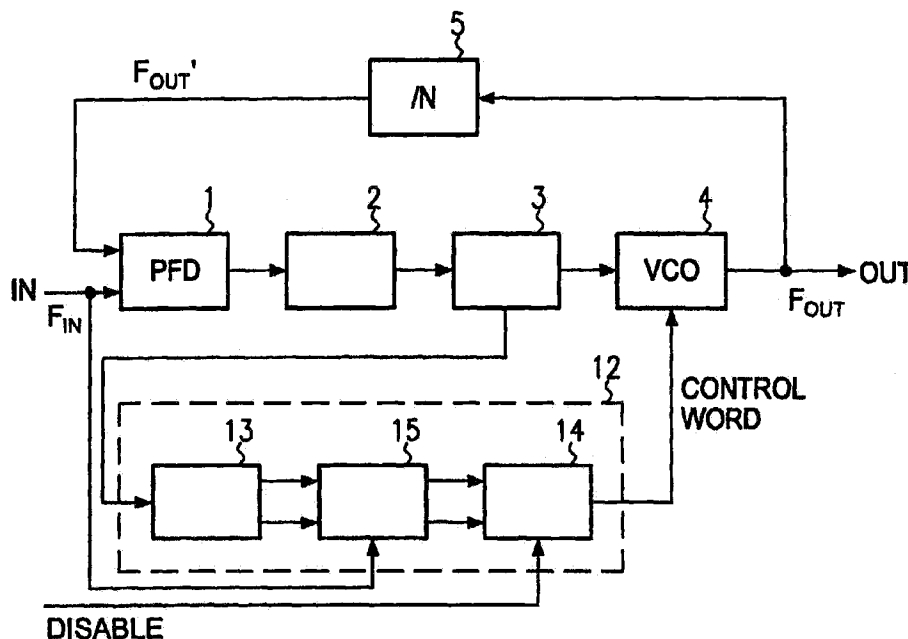 5
F_OUT'
/N
1
2
3
4
PFD
VCO
IN
F_IN
OUT
F_OUT
12
CONTROL
WORD
13
15
14
DISABLE